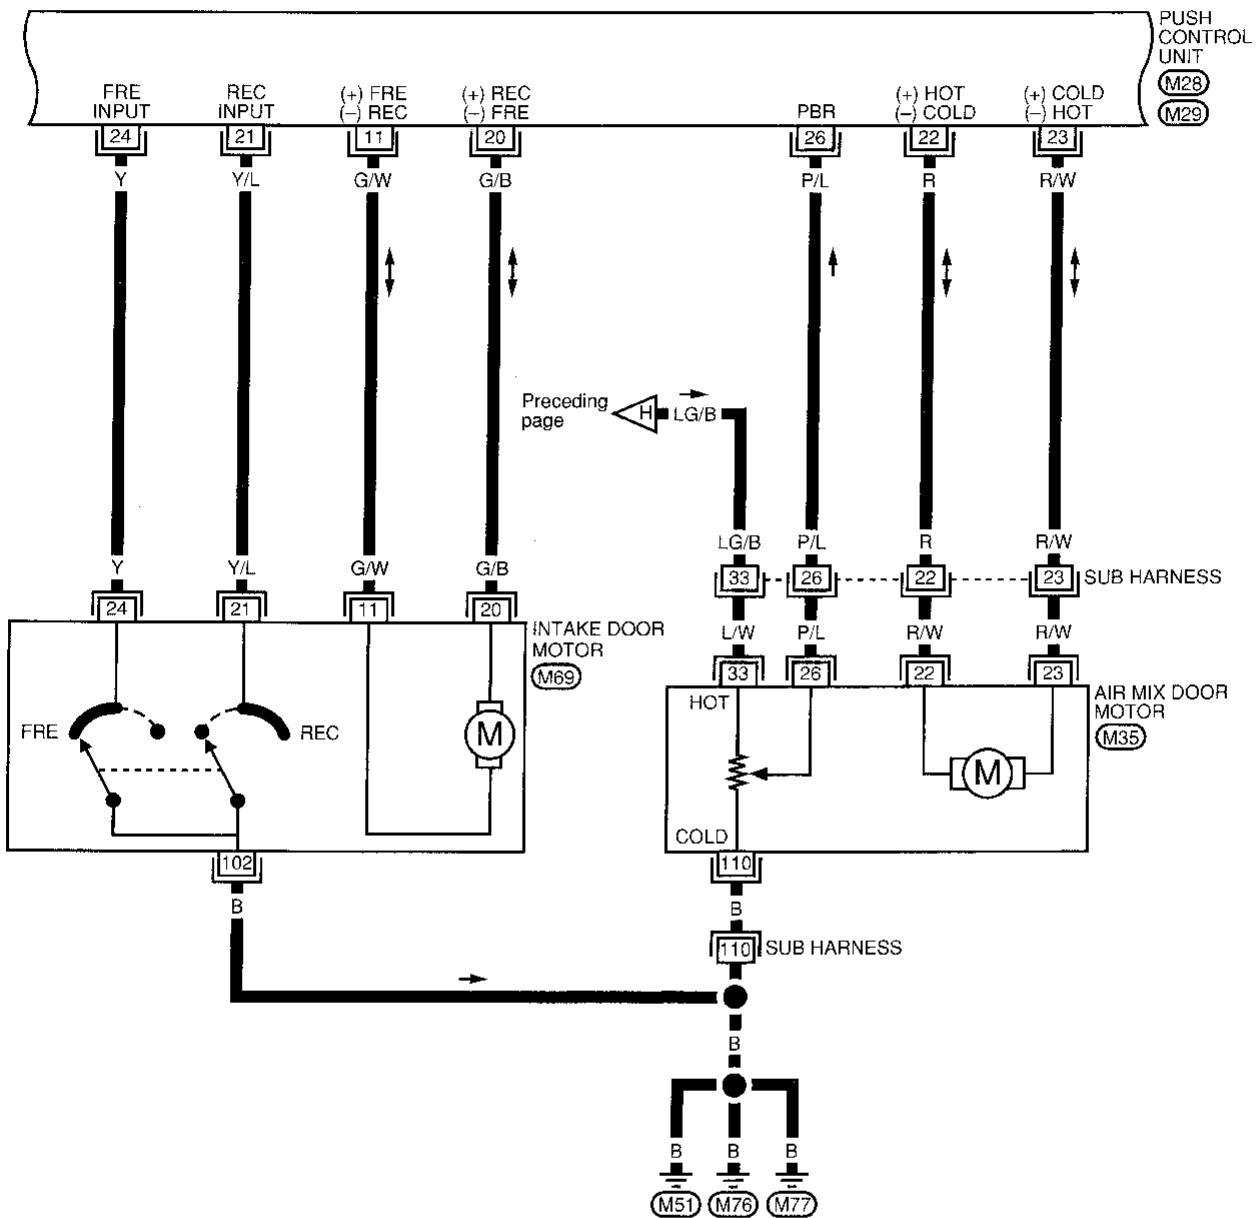 PUSH
CONTROL
UNIT
M28
M29
FRE
INPUT
REC
INPUT
(+) FRE
(–) REC
(+) REC
(–) FRE
PBR
(+) HOT
(–) COLD
(+) COLD
(–) HOT
24
21
11
20
26
22
23
Y
Y/L
G/W
G/B
P/L
R
R/W
Preceding
page
H
LG/B
LG/B
P/L
R
R/W
Y
Y/L
G/W
G/B
33
26
22
23
SUB HARNESS
24
21
11
20
INTAKE DOOR
MOTOR
M69
L/W
P/L
R/W
R/W
33
26
22
23
AIR MIX DOOR
MOTOR
M35
HOT
FRE
REC
M
M
COLD
102
110
B
B
110
SUB HARNESS
B
B
B
B
M51
M76
M77